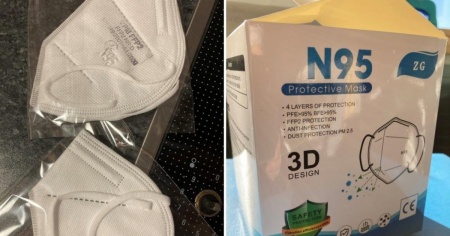 N95
ZG
Protective Mask
• 4 LAYERS OF PROTECTION
• PFE>95% BFE>95%
• FFP2 PROTECTION
• ANTI-INFECTION
• DUST PROTECTION PM 2.5
3D
DESIGN
SAFETY
CE